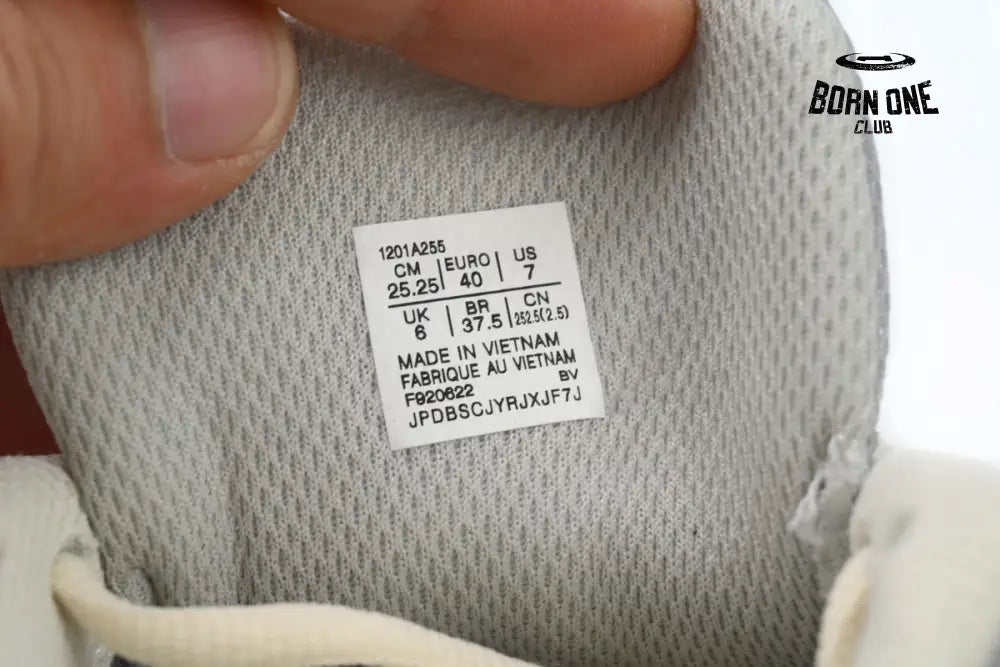 BORN ONE
CLUB
1201A255
CM EURO US
25.25 40 7
UK BR CN
6 37.5 252.5(2.5)
MADE IN VIETNAM
FABRIQUE AU VIETNAM
F920622 BV
JPDBSCJYRJXJF7J